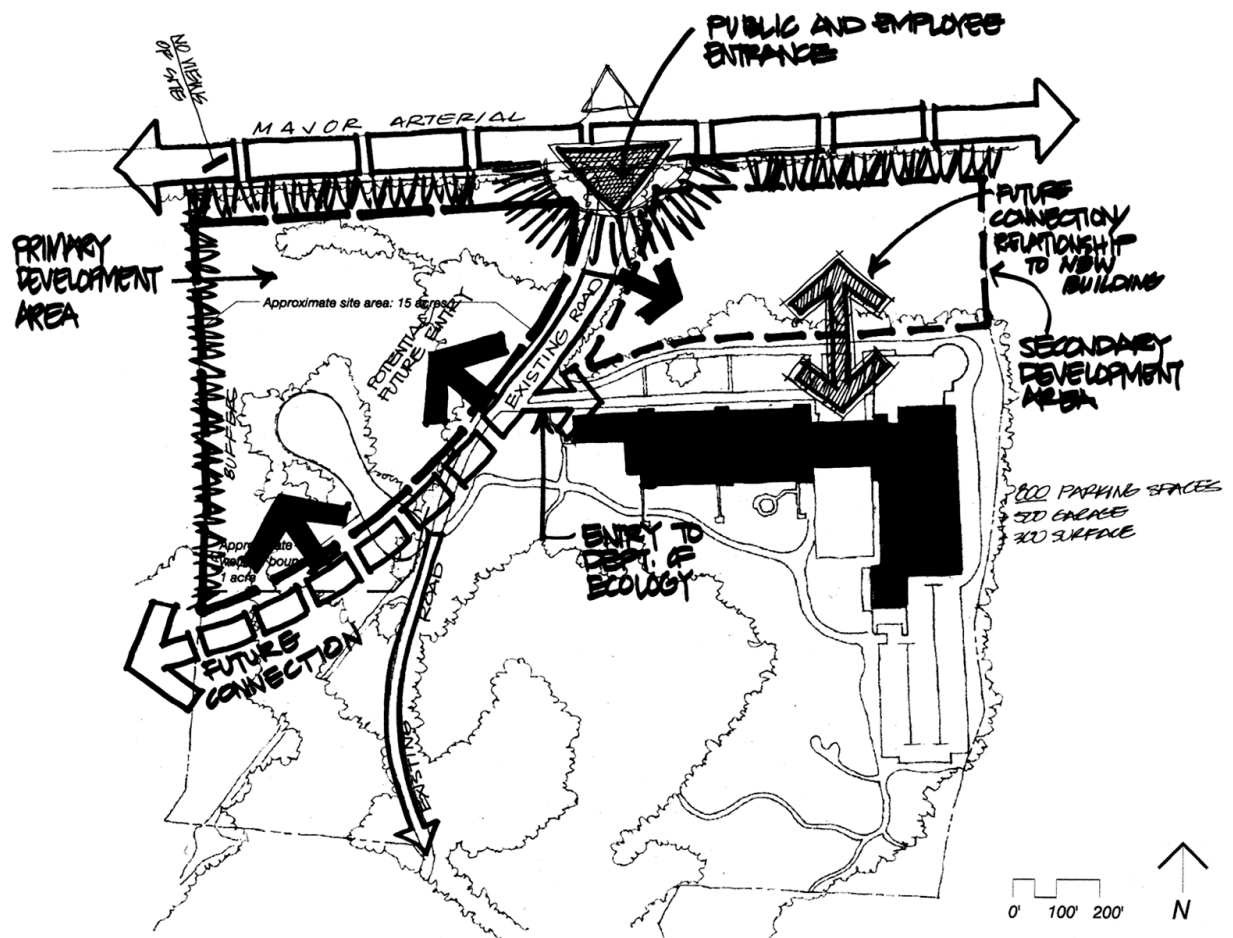 PUBLIC AND EMPLOYEE
ENTRANCE
NO VIEWS
OF SITE
MAVOR ARTERIAL
FUTURE
CONNECTION/
RELATIONSHIP
TO NEW
BUILDING
PRIMARY
DEVELOPMENT
AREA
Approximate site area: 15 acres
POTENTIAL
FUTURE ENTRY
EXISTING ROAD
SECONDARY
DEVELOPMENT
AREA
BUFFER
800 PARKING SPACES
500 GARAGE
300 SURFACE
ENTRY TO
DEPT. OF
ECOLOGY
1 acre
FUTURE
CONNECTION
EXISTING ROAD
0' 100' 200'
N